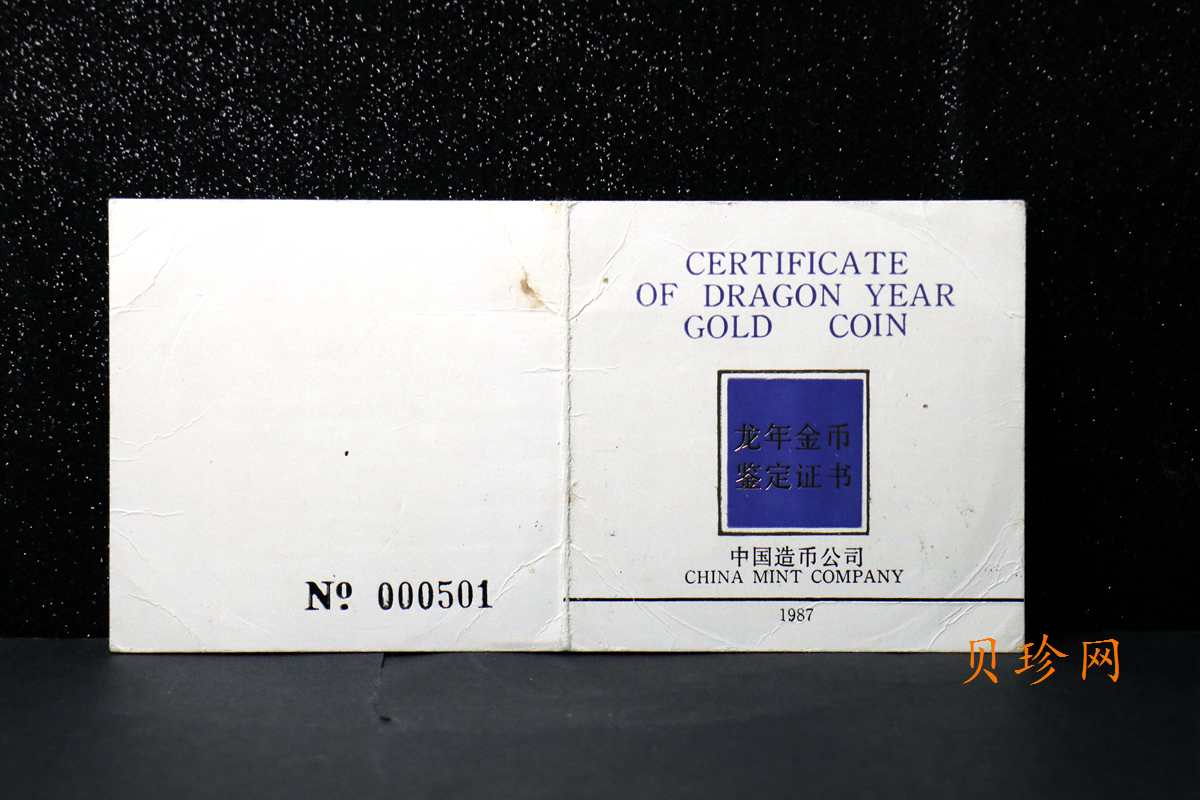 CERTIFICATE
OF DRAGON YEAR
GOLD COIN
龙年金币
鉴定证书
中国造币公司
CHINA MINT COMPANY
1987
Nº 000501
贝珍网